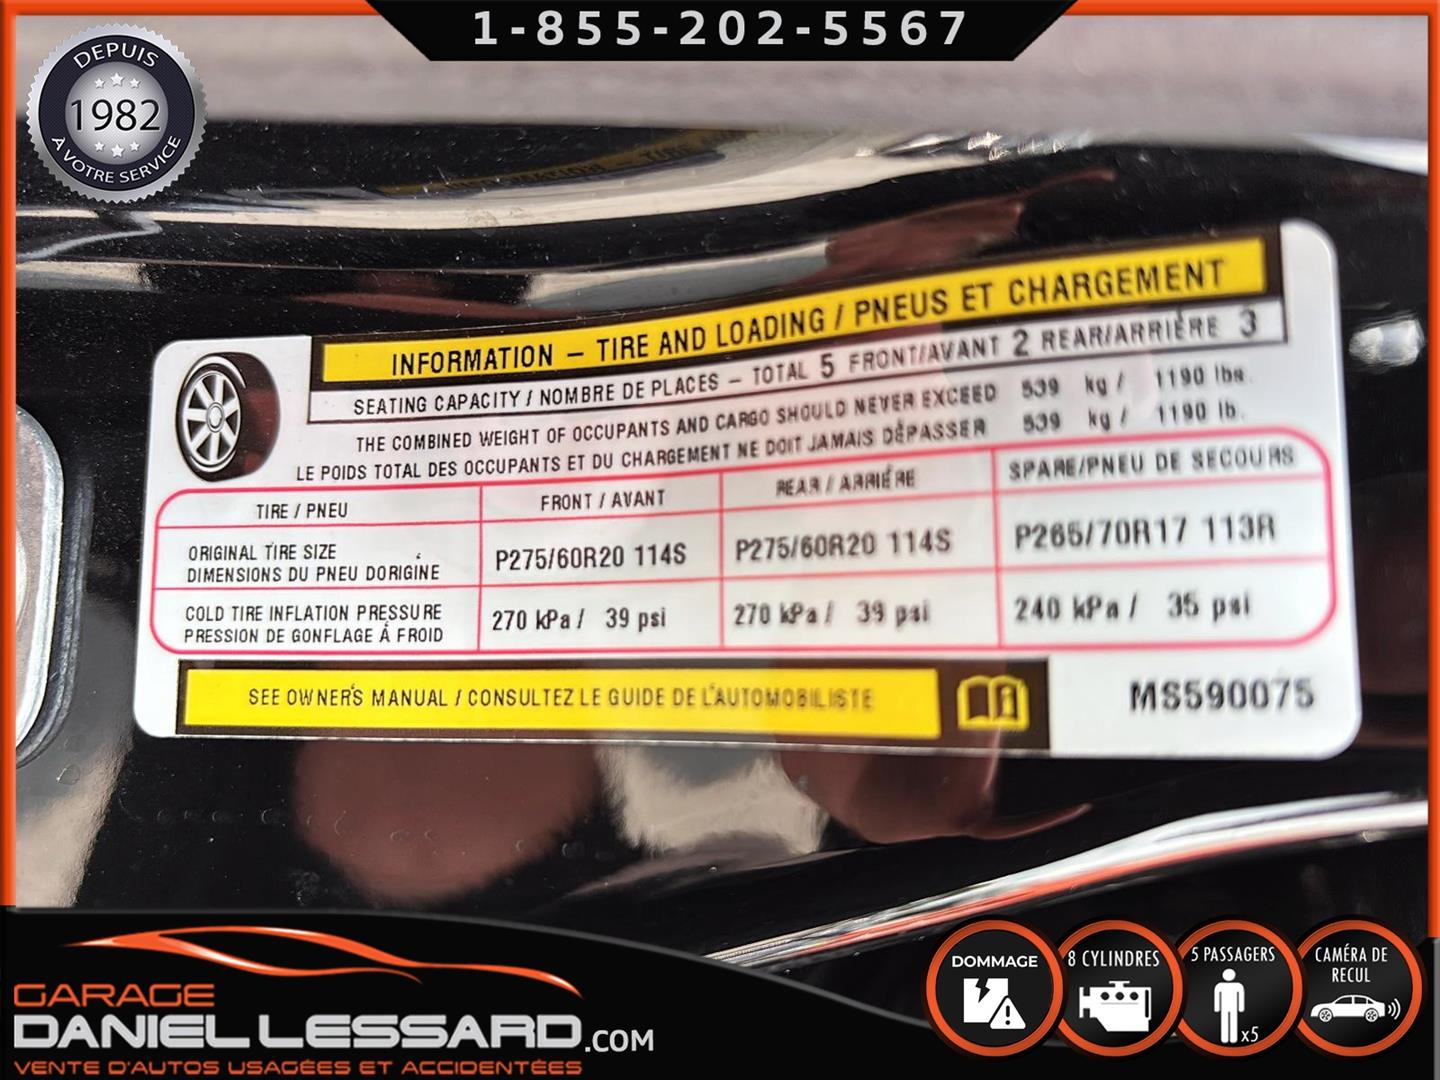 1-855-202-5567
DEPUIS
1982
À VOTRE SERVICE
INFORMATION – TIRE AND LOADING / PNEUS ET CHARGEMENT
SEATING CAPACITY / NOMBRE DE PLACES – TOTAL 5 FRONT/AVANT 2 REAR/ARRIÈRE 3
THE COMBINED WEIGHT OF OCCUPANTS AND CARGO SHOULD NEVER EXCEED 539 kg / 1190 lbs.
LE POIDS TOTAL DES OCCUPANTS ET DU CHARGEMENT NE DOIT JAMAIS DÉPASSER 539 kg / 1190 lb.
TIRE / PNEU FRONT / AVANT REAR / ARRIÉRE SPARE/PNEU DE SECOURS
ORIGINAL TIRE SIZE
DIMENSIONS DU PNEU D'ORIGINE P275/60R20 114S P275/60R20 114S P265/70R17 113R
COLD TIRE INFLATION PRESSURE
PRESSION DE GONFLAGE Á FROID 270 kPa / 39 psi 270 kPa / 39 psi 240 kPa / 35 psi
SEE OWNER'S MANUAL / CONSULTEZ LE GUIDE DE L'AUTOMOBILISTE
MS590075
GARAGE
DANIEL LESSARD.COM
VENTE D'AUTOS USAGÉES ET ACCIDENTÉES
DOMMAGE
8 CYLINDRES
5 PASSAGERS
x5
CAMÉRA DE
RECUL